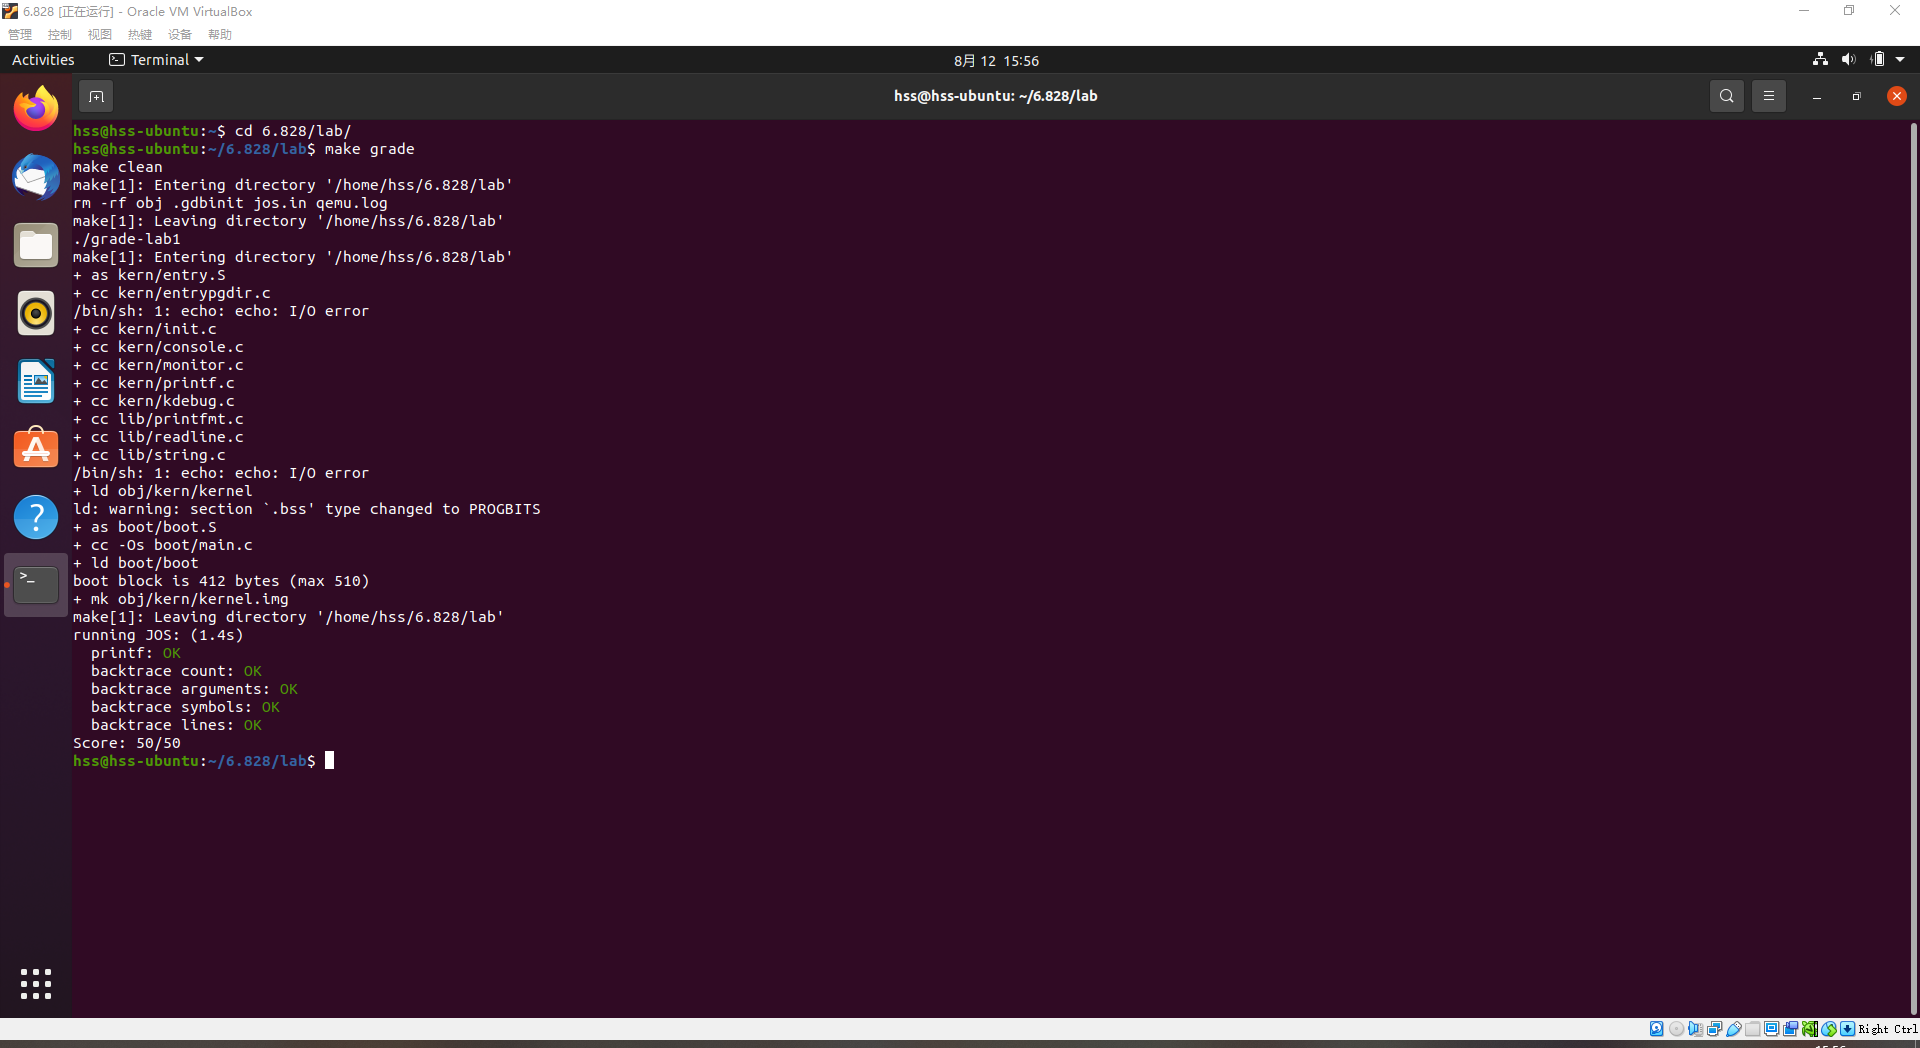 6.828 [正在运行] - Oracle VM VirtualBox
管理 控制 视图 热键 设备 帮助
Activities Terminal 8月 12 15:56
hss@hss-ubuntu: ~/6.828/lab
hss@hss-ubuntu:~$ cd 6.828/lab/
hss@hss-ubuntu:~/6.828/lab$ make grade
make clean
make[1]: Entering directory '/home/hss/6.828/lab'
rm -rf obj .gdbinit jos.in qemu.log
make[1]: Leaving directory '/home/hss/6.828/lab'
./grade-lab1
make[1]: Entering directory '/home/hss/6.828/lab'
+ as kern/entry.S
+ cc kern/entrypgdir.c
/bin/sh: 1: echo: echo: I/O error
+ cc kern/init.c
+ cc kern/console.c
+ cc kern/monitor.c
+ cc kern/printf.c
+ cc kern/kdebug.c
+ cc lib/printfmt.c
+ cc lib/readline.c
+ cc lib/string.c
/bin/sh: 1: echo: echo: I/O error
+ ld obj/kern/kernel
ld: warning: section `.bss' type changed to PROGBITS
+ as boot/boot.S
+ cc -Os boot/main.c
+ ld boot/boot
boot block is 412 bytes (max 510)
+ mk obj/kern/kernel.img
make[1]: Leaving directory '/home/hss/6.828/lab'
running JOS: (1.4s)
  printf: OK
  backtrace count: OK
  backtrace arguments: OK
  backtrace symbols: OK
  backtrace lines: OK
Score: 50/50
hss@hss-ubuntu:~/6.828/lab$
Right Ctrl